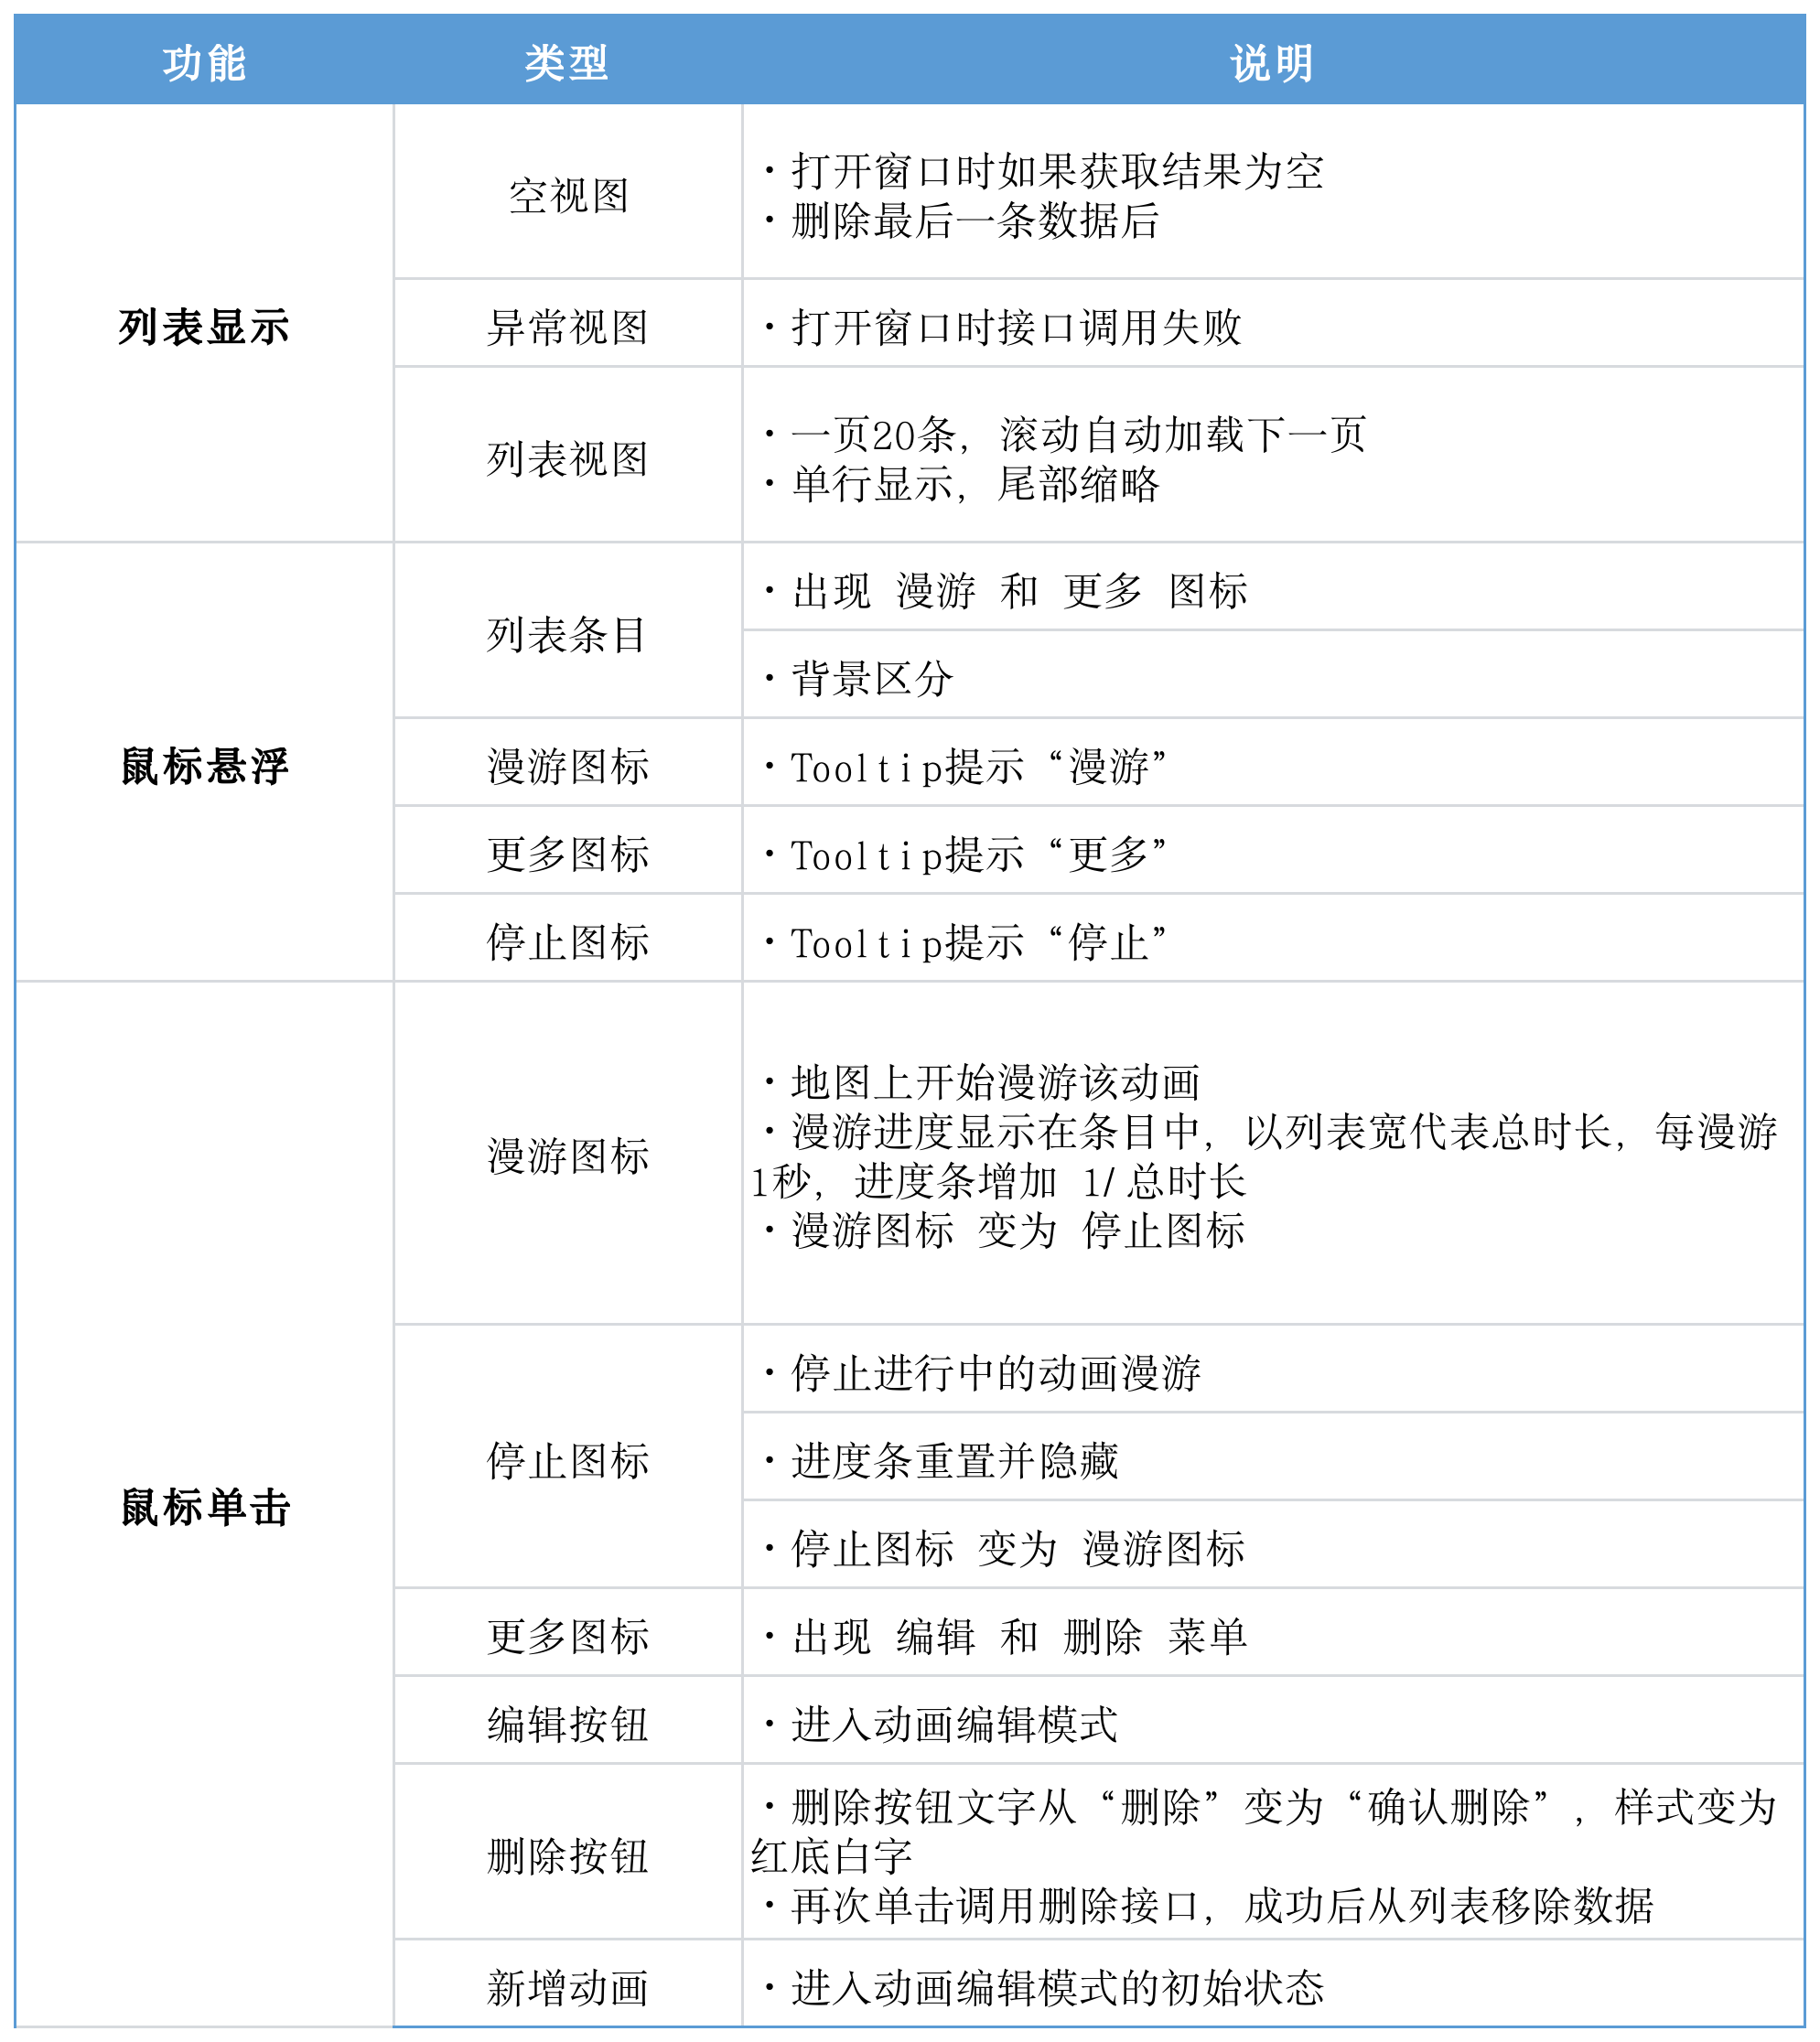 功能 类型 说明
列表显示
空视图
・打开窗口时如果获取结果为空
・删除最后一条数据后
异常视图
・打开窗口时接口调用失败
列表视图
・一页20条，滚动自动加载下一页
・单行显示，尾部缩略
鼠标悬浮
列表条目
・出现 漫游 和 更多 图标
・背景区分
漫游图标
・Tooltip提示“漫游”
更多图标
・Tooltip提示“更多”
停止图标
・Tooltip提示“停止”
鼠标单击
漫游图标
・地图上开始漫游该动画
・漫游进度显示在条目中，以列表宽代表总时长，每漫游
1秒，进度条增加 1/总时长
・漫游图标 变为 停止图标
停止图标
・停止进行中的动画漫游
・进度条重置并隐藏
・停止图标 变为 漫游图标
更多图标
・出现 编辑 和 删除 菜单
编辑按钮
・进入动画编辑模式
删除按钮
・删除按钮文字从“删除”变为“确认删除”，样式变为
红底白字
・再次单击调用删除接口，成功后从列表移除数据
新增动画
・进入动画编辑模式的初始状态